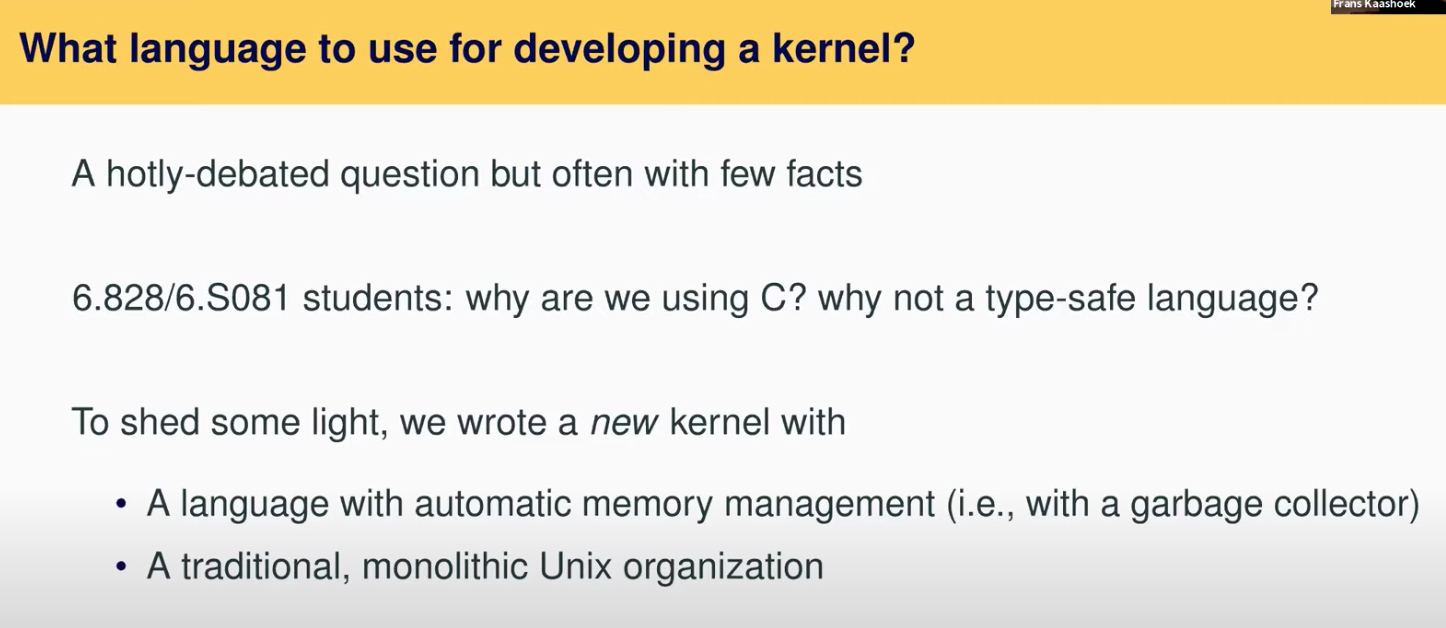 Frans Kaashoek
What language to use for developing a kernel?
A hotly-debated question but often with few facts
6.828/6.S081 students: why are we using C? why not a type-safe language?
To shed some light, we wrote a new kernel with
• A language with automatic memory management (i.e., with a garbage collector)
• A traditional, monolithic Unix organization